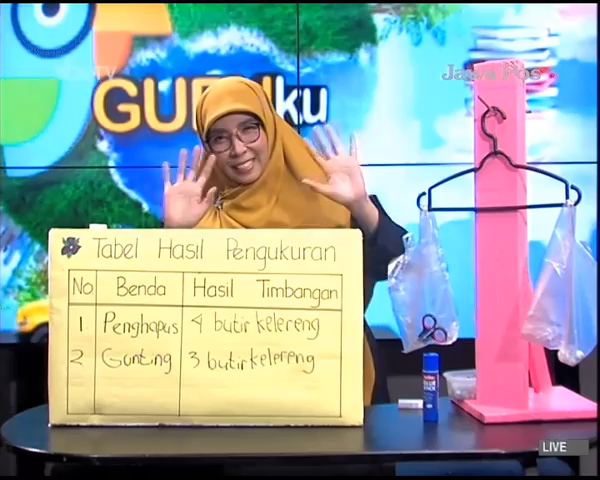 GURUku
Jawa Pos
Tabel Hasil Pengukuran
No Benda Hasil Timbangan
1 Penghapus 4 butir kelereng
2 Gunting 3 butir kelereng
GLUE
LIVE